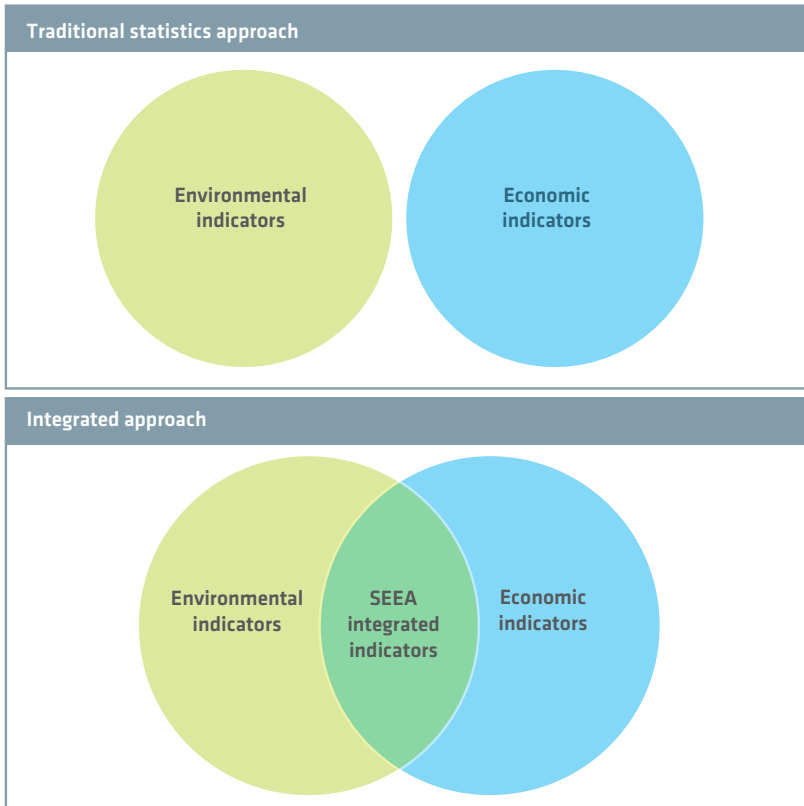 Traditional statistics approach
Environmental
indicators
Economic
indicators
Integrated approach
Environmental
indicators
SEEA
integrated
indicators
Economic
indicators